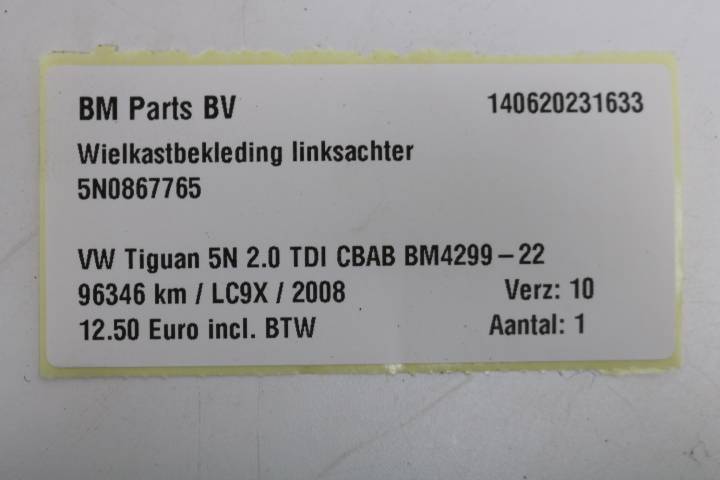 BM Parts BV 140620231633
Wielkastbekleding linksachter
5N0867765
VW Tiguan 5N 2.0 TDI CBAB BM4299-22
96346 km / LC9X / 2008 Verz: 10
12.50 Euro incl. BTW Aantal: 1